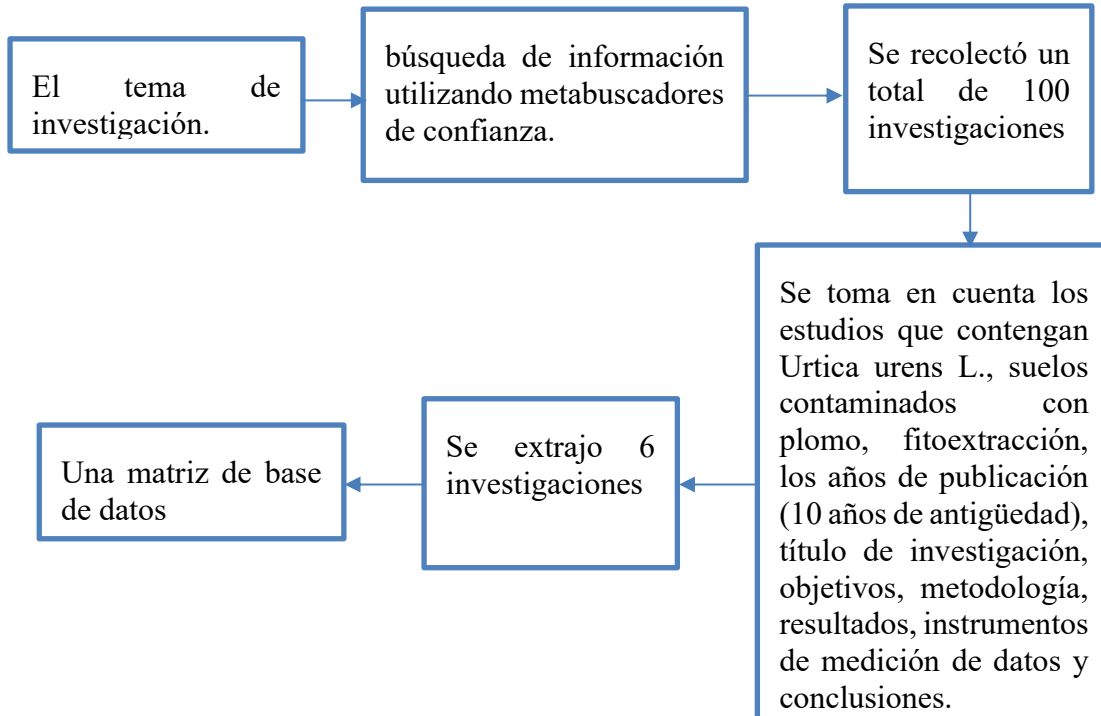 El tema de
investigación.
búsqueda de información
utilizando metabuscadores
de confianza.
Se recolectó un
total de 100
investigaciones
Se toma en cuenta los
estudios que contengan
Urtica urens L., suelos
contaminados con
plomo, fitoextracción,
los años de publicación
(10 años de antigüedad),
título de investigación,
objetivos, metodología,
resultados, instrumentos
de medición de datos y
conclusiones.
Se extrajo 6
investigaciones
Una matriz de base
de datos